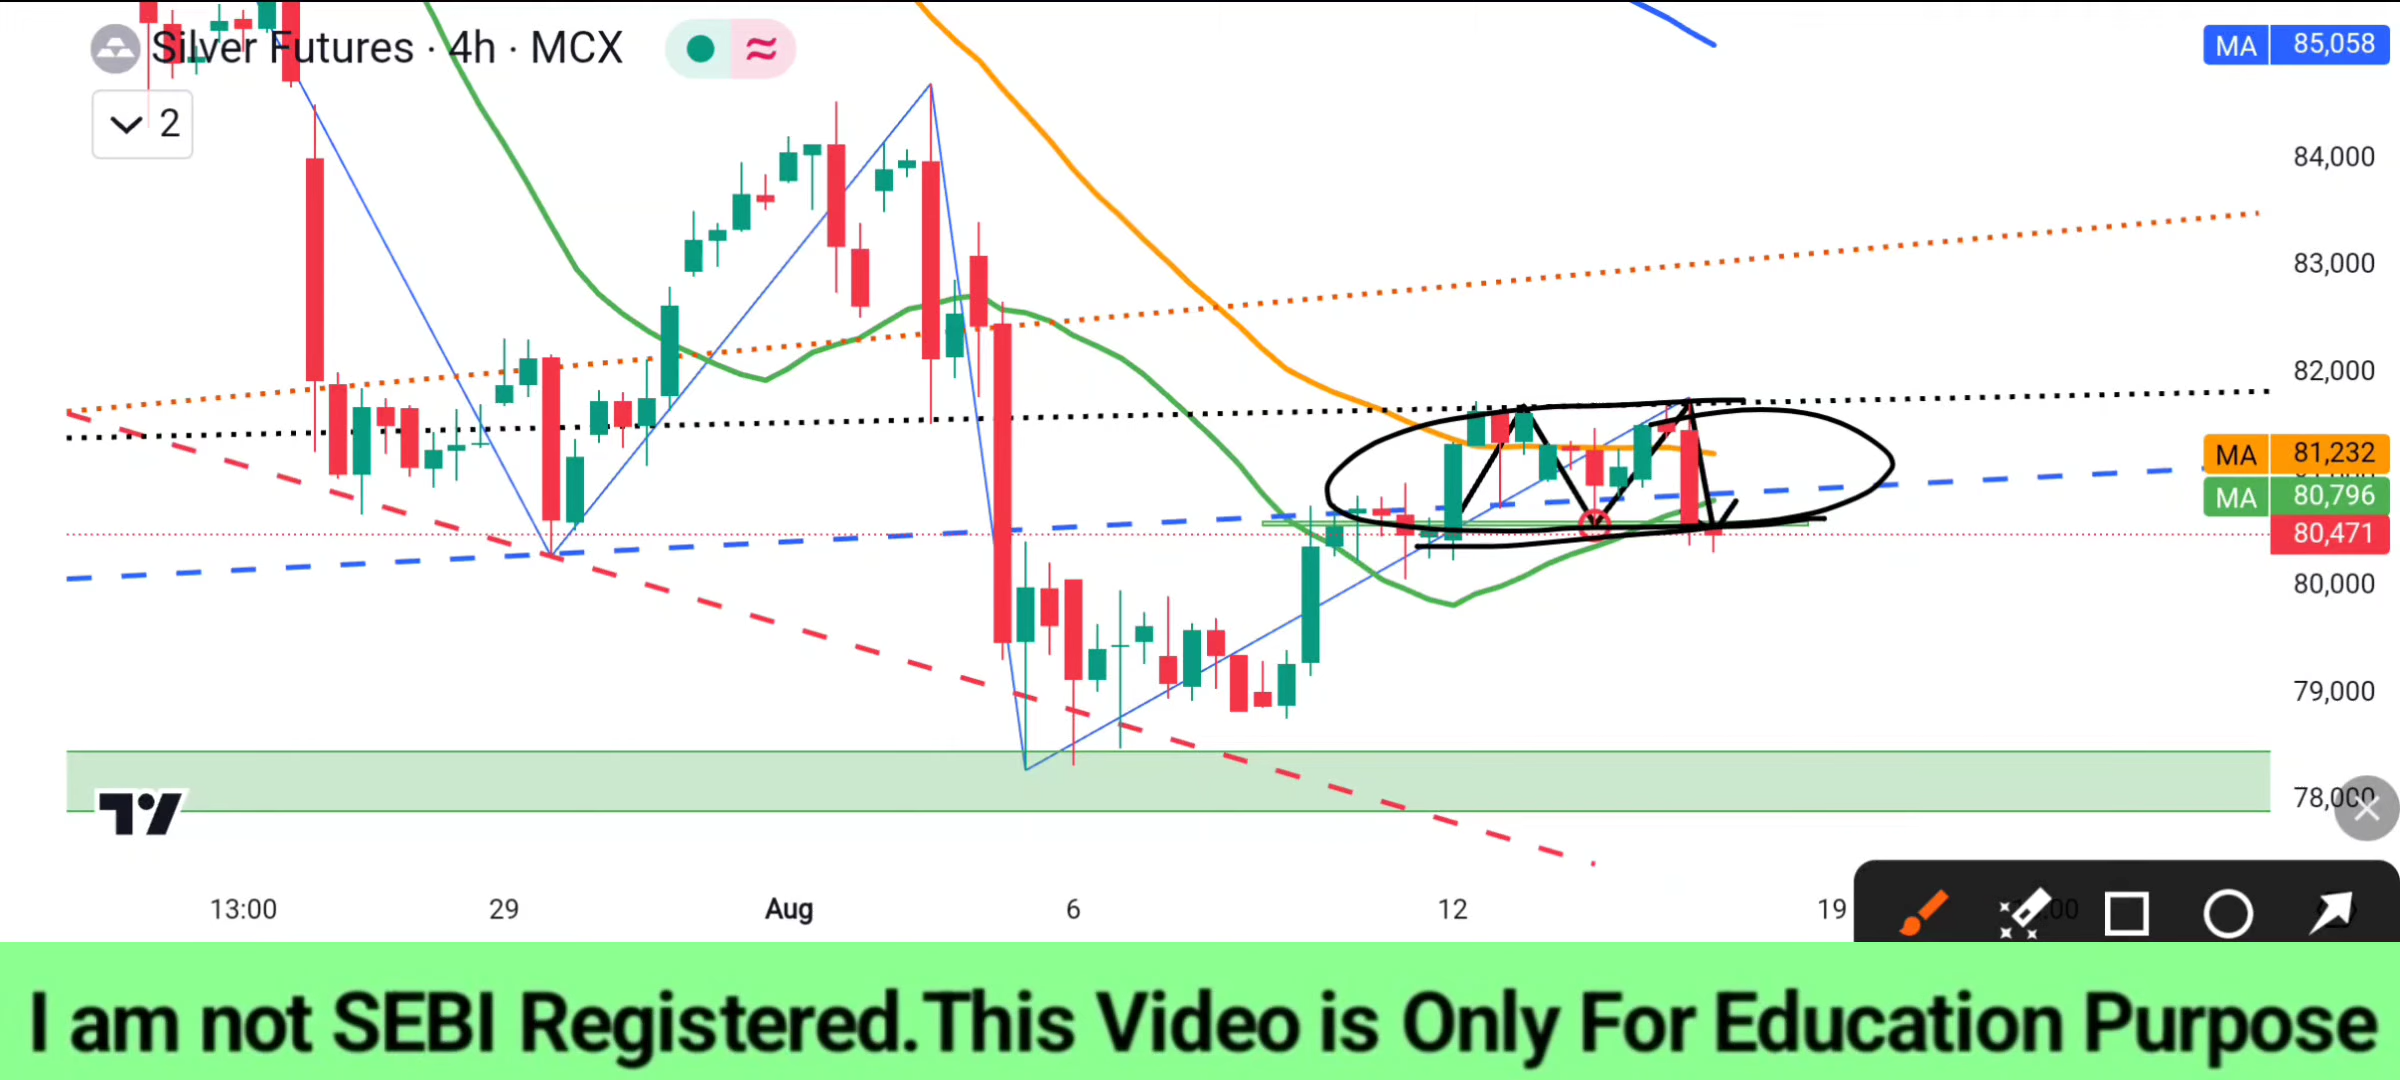 Silver Futures · 4h · MCX
2
MA 85,058
84,000
83,000
82,000
MA 81,232
MA 80,796
80,471
80,000
79,000
78,000
13:00 29 Aug 6 12 19
I am not SEBI Registered.This Video is Only For Education Purpose